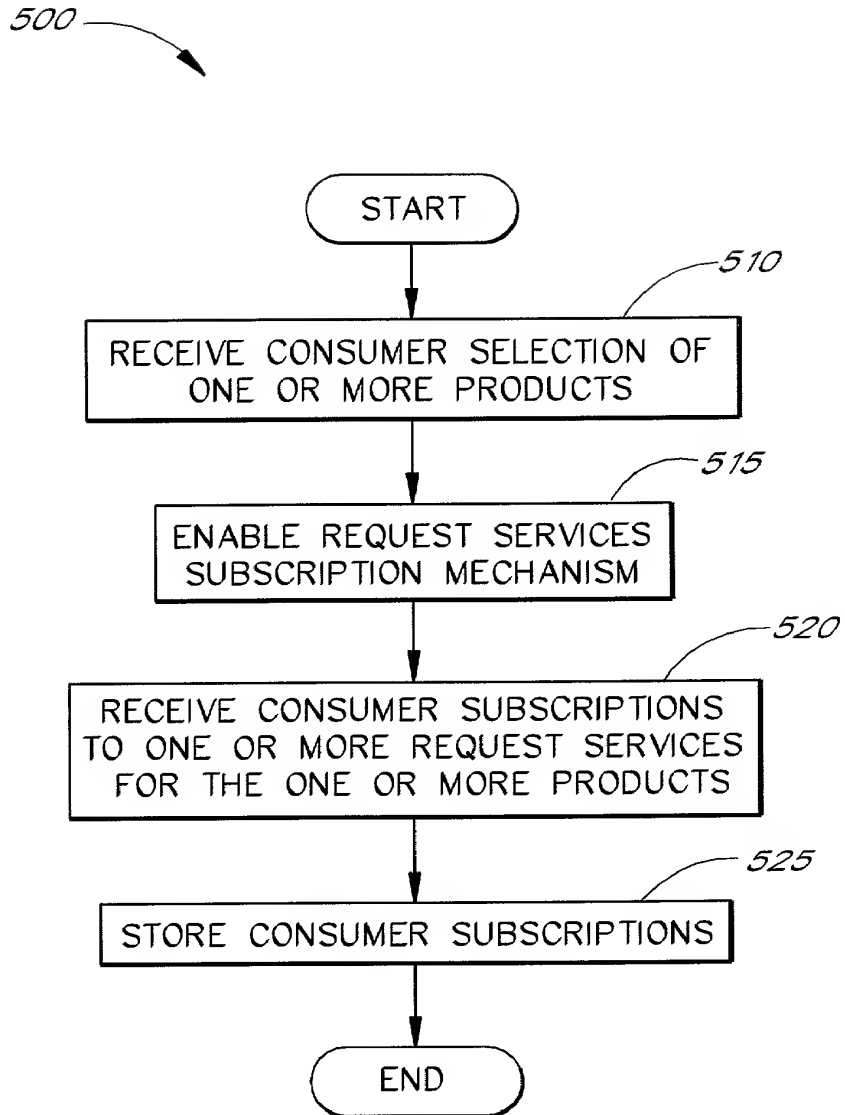 500
START
510
RECEIVE CONSUMER SELECTION OF
ONE OR MORE PRODUCTS
515
ENABLE REQUEST SERVICES
SUBSCRIPTION MECHANISM
520
RECEIVE CONSUMER SUBSCRIPTIONS
TO ONE OR MORE REQUEST SERVICES
FOR THE ONE OR MORE PRODUCTS
525
STORE CONSUMER SUBSCRIPTIONS
END